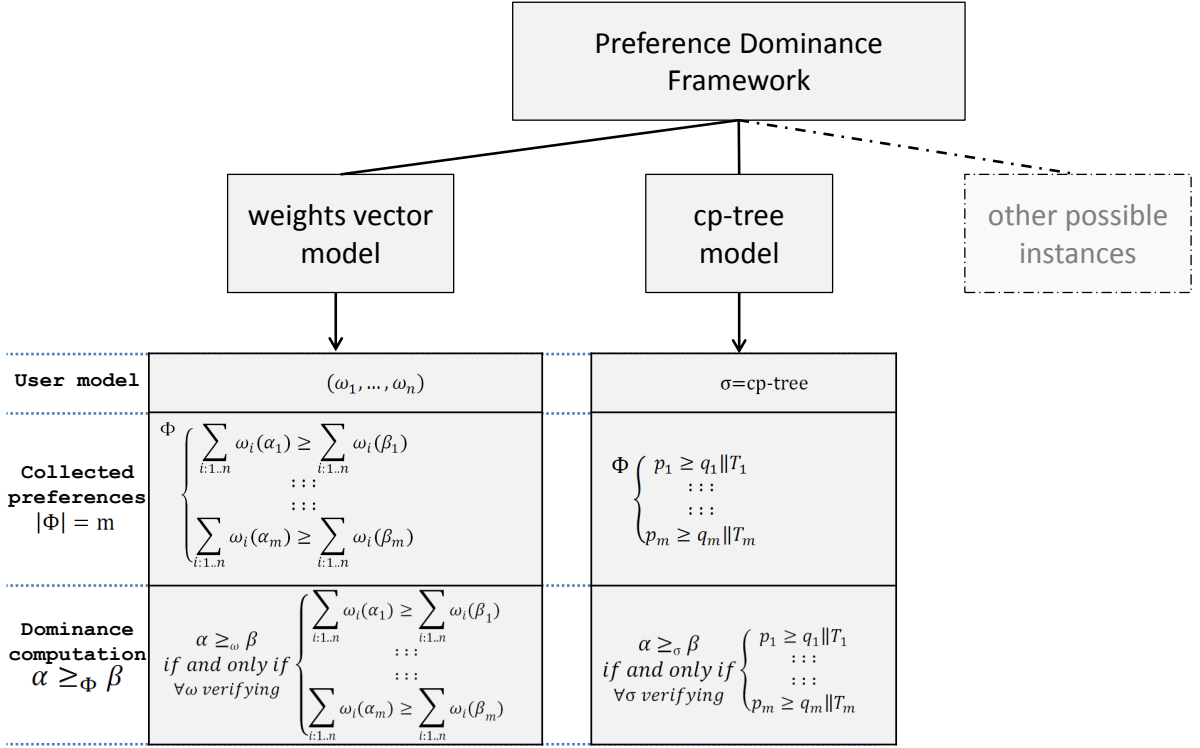 Preference Dominance
Framework
weights vector
model
cp-tree
model
other possible
instances
User model
(ω₁, … , ωₙ)
σ=cp-tree
Collected
preferences
|Φ| = m
Φ { ∑_{i:1..n} ωᵢ(α₁) ≥ ∑_{i:1..n} ωᵢ(β₁)
: : :
: : :
∑_{i:1..n} ωᵢ(αₘ) ≥ ∑_{i:1..n} ωᵢ(βₘ)
Φ { p₁ ≥ q₁||T₁
: : :
: : :
pₘ ≥ qₘ||Tₘ
Dominance
computation
α ≥_Φ β
α ≥_ω β
if and only if
∀ω verifying
{ ∑_{i:1..n} ωᵢ(α₁) ≥ ∑_{i:1..n} ωᵢ(β₁)
: : :
: : :
∑_{i:1..n} ωᵢ(αₘ) ≥ ∑_{i:1..n} ωᵢ(βₘ)
α ≥_σ β
if and only if
∀σ verifying
{ p₁ ≥ q₁||T₁
: : :
: : :
pₘ ≥ qₘ||Tₘ